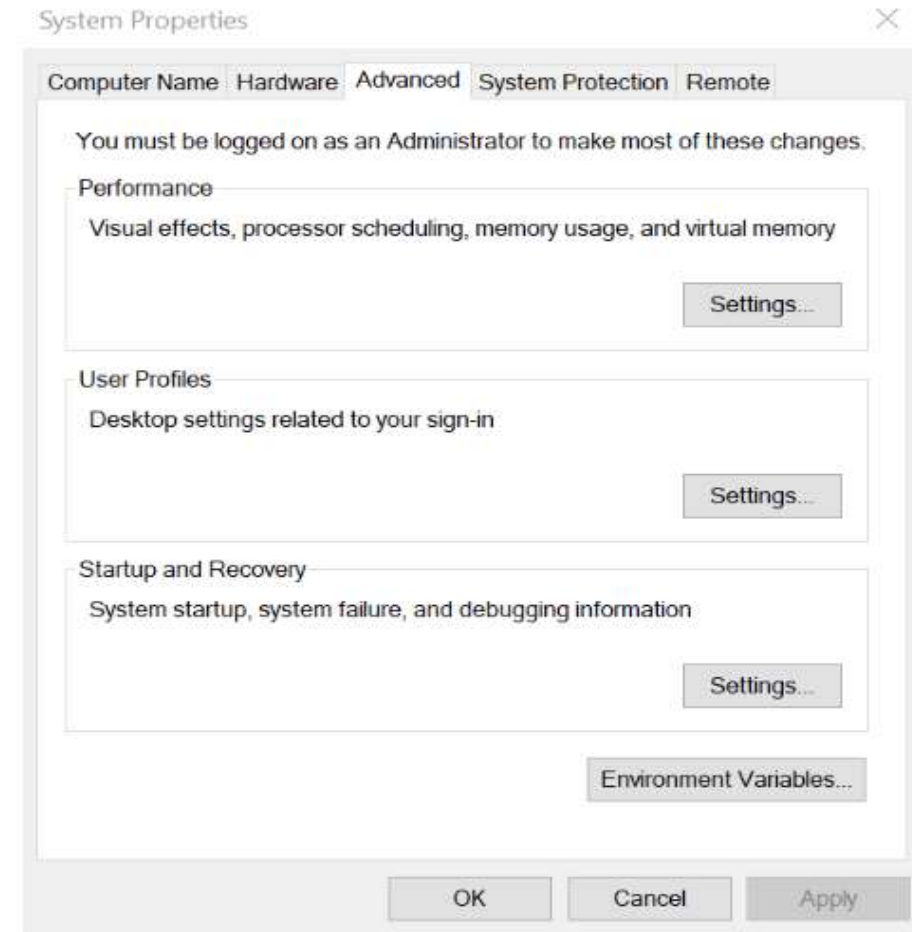 System Properties
Computer Name Hardware Advanced System Protection Remote
You must be logged on as an Administrator to make most of these changes.
Performance
Visual effects, processor scheduling, memory usage, and virtual memory
Settings...
User Profiles
Desktop settings related to your sign-in
Settings...
Startup and Recovery
System startup, system failure, and debugging information
Settings...
Environment Variables...
OK Cancel Apply